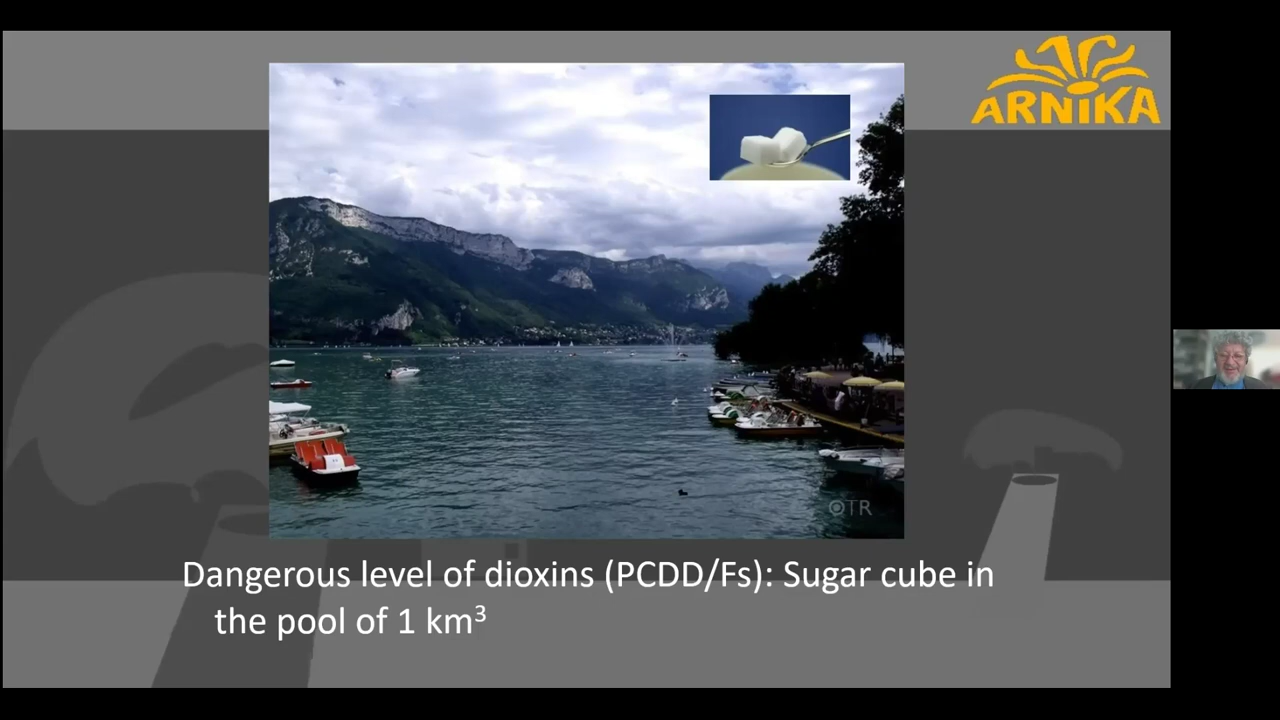 ARNIKA
©TR
Dangerous level of dioxins (PCDD/Fs): Sugar cube in
the pool of 1 km³